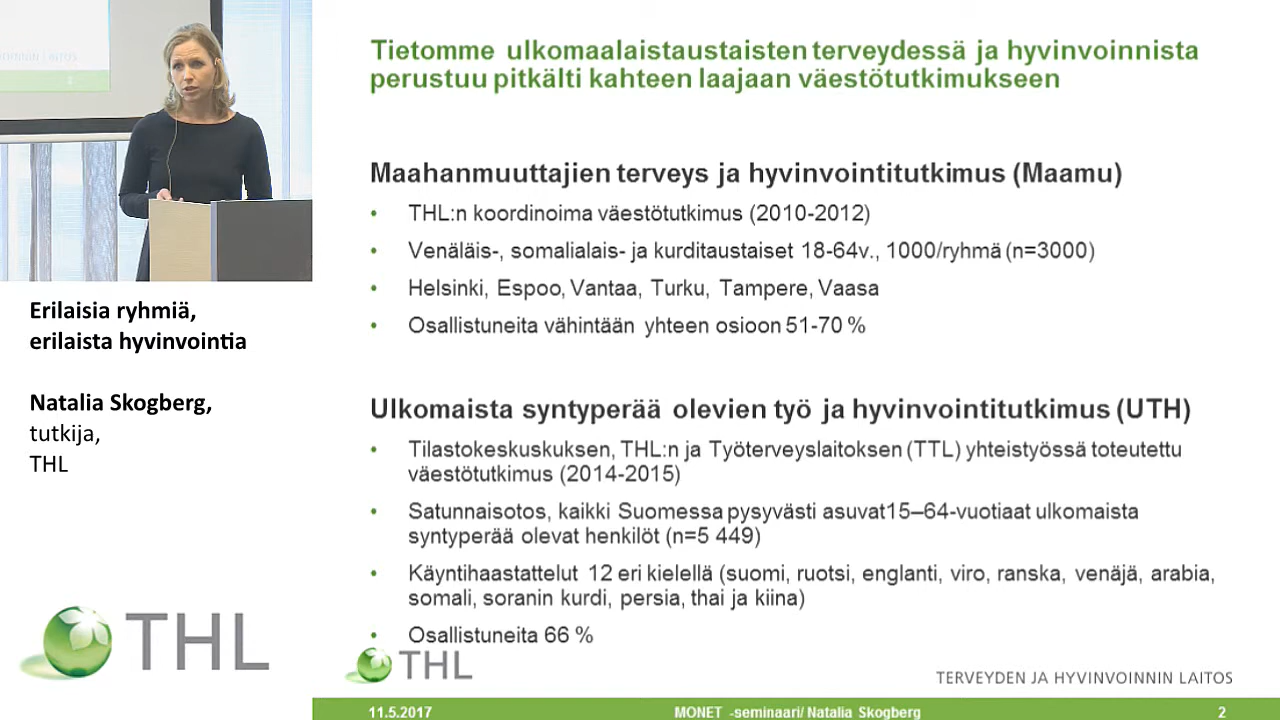 Tietomme ulkomaalaistaustaisten terveydessä ja hyvinvoinnista
perustuu pitkälti kahteen laajaan väestötutkimukseen
Maahanmuuttajien terveys ja hyvinvointitutkimus (Maamu)
• THL:n koordinoima väestötutkimus (2010-2012)
• Venäläis-, somalialais- ja kurditaustaiset 18-64v., 1000/ryhmä (n=3000)
• Helsinki, Espoo, Vantaa, Turku, Tampere, Vaasa
• Osallistuneita vähintään yhteen osioon 51-70 %
Ulkomaista syntyperää olevien työ ja hyvinvointitutkimus (UTH)
• Tilastokeskuskuksen, THL:n ja Työterveyslaitoksen (TTL) yhteistyössä toteutettu
väestötutkimus (2014-2015)
• Satunnaisotos, kaikki Suomessa pysyvästi asuvat15–64-vuotiaat ulkomaista
syntyperää olevat henkilöt (n=5 449)
• Käyntihaastattelut 12 eri kielellä (suomi, ruotsi, englanti, viro, ranska, venäjä, arabia,
somali, soranin kurdi, persia, thai ja kiina)
• Osallistuneita 66 %
THL
TERVEYDEN JA HYVINVOINNIN LAITOS
11.5.2017 MONET -seminaari/ Natalia Skogberg 2
Erilaisia ryhmiä,
erilaista hyvinvointia
Natalia Skogberg,
tutkija,
THL
THL